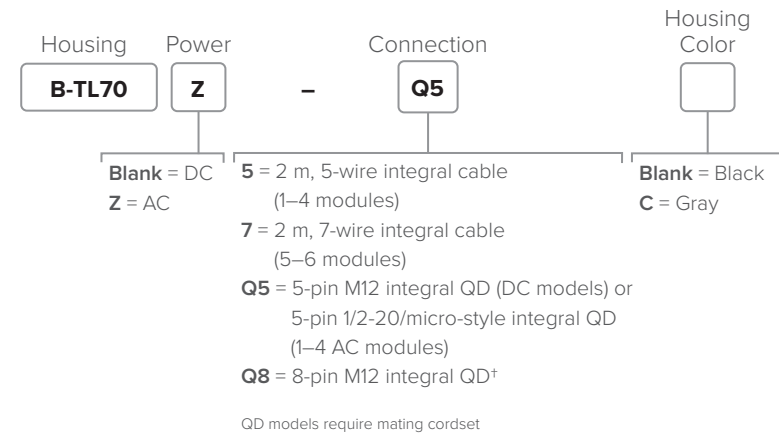 Housing Power Connection Housing Color
B-TL70 Z – Q5
Blank = DC
Z = AC
5 = 2 m, 5-wire integral cable
(1–4 modules)
7 = 2 m, 7-wire integral cable
(5–6 modules)
Q5 = 5-pin M12 integral QD (DC models) or
5-pin 1/2-20/micro-style integral QD
(1–4 AC modules)
Q8 = 8-pin M12 integral QD†
QD models require mating cordset
Blank = Black
C = Gray